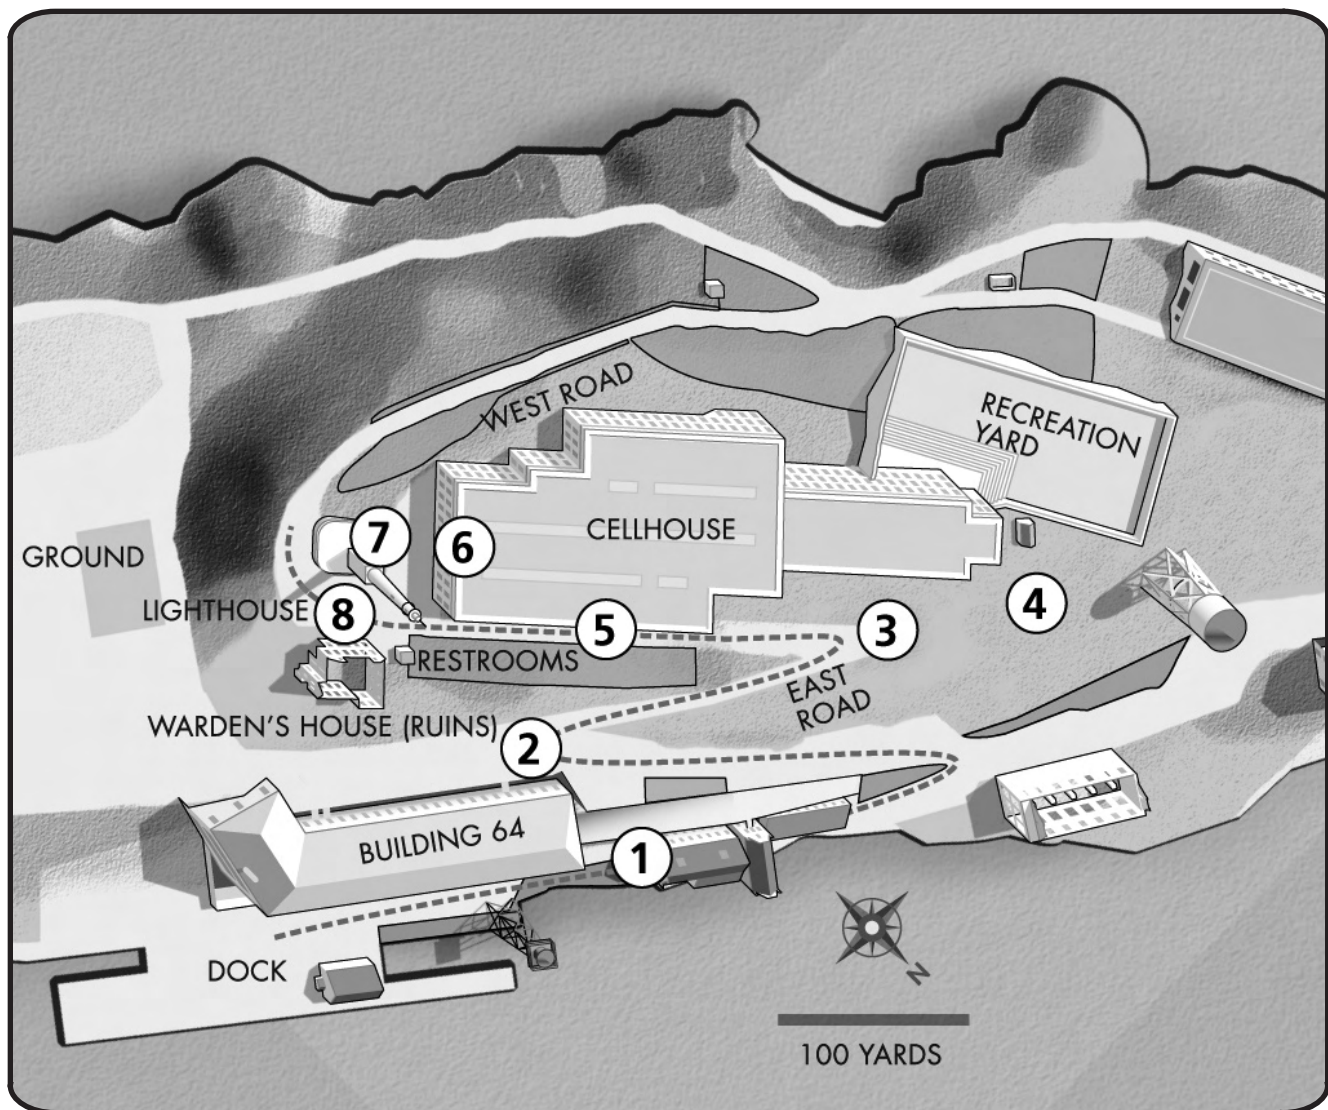 WEST ROAD
RECREATION
YARD
CELLHOUSE
7
6
GROUND
LIGHTHOUSE
8
5
3
4
RESTROOMS
EAST
ROAD
WARDEN'S HOUSE (RUINS)
2
BUILDING 64
1
DOCK
N
100 YARDS